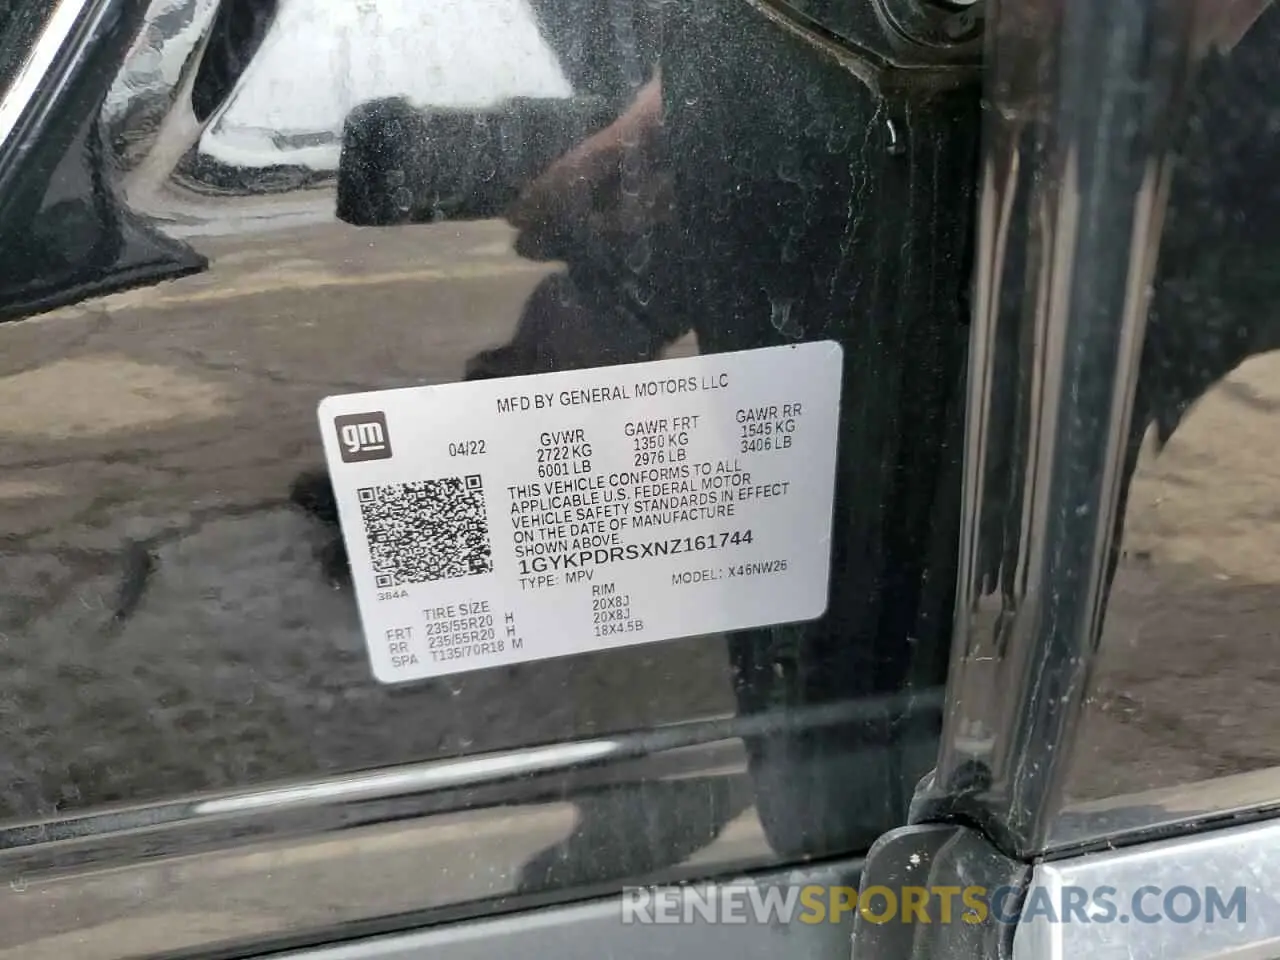 MFD BY GENERAL MOTORS LLC
gm
04/22
GVWR
2722 KG
6001 LB
GAWR FRT
1350 KG
2976 LB
GAWR RR
1545 KG
3406 LB
THIS VEHICLE CONFORMS TO ALL
APPLICABLE U.S. FEDERAL MOTOR
VEHICLE SAFETY STANDARDS IN EFFECT
ON THE DATE OF MANUFACTURE
SHOWN ABOVE.
1GYKPDRSXNZ161744
TYPE: MPV
MODEL: X46NW26
384A
TIRE SIZE RIM
FRT 235/55R20 H 20X8J
RR 235/55R20 H 20X8J
SPA T135/70R18 M 18X4.5B
RENEWSPORTSCARS.COM